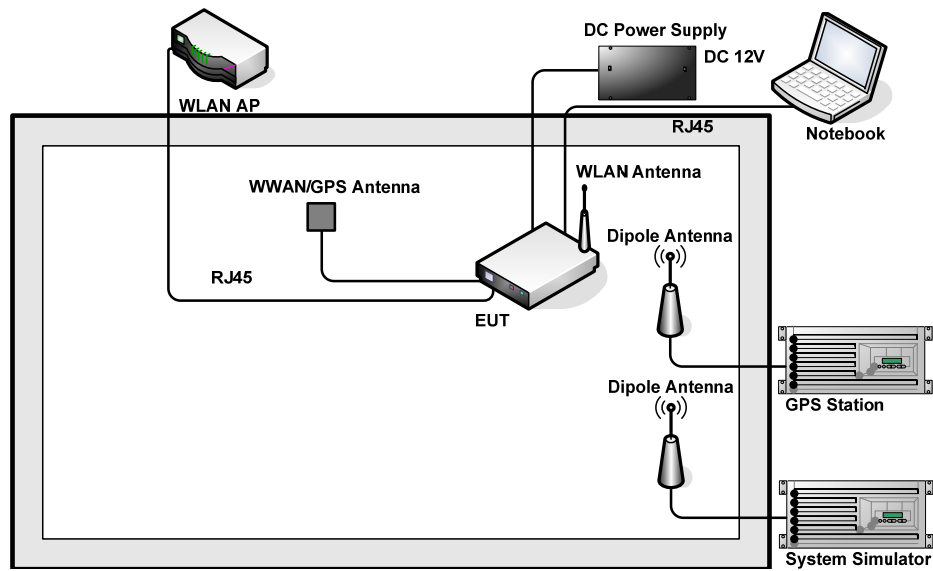 DC Power Supply
DC 12V
WLAN AP
RJ45
Notebook
WLAN Antenna
WWAN/GPS Antenna
Dipole Antenna
RJ45
EUT
Dipole Antenna
GPS Station
System Simulator